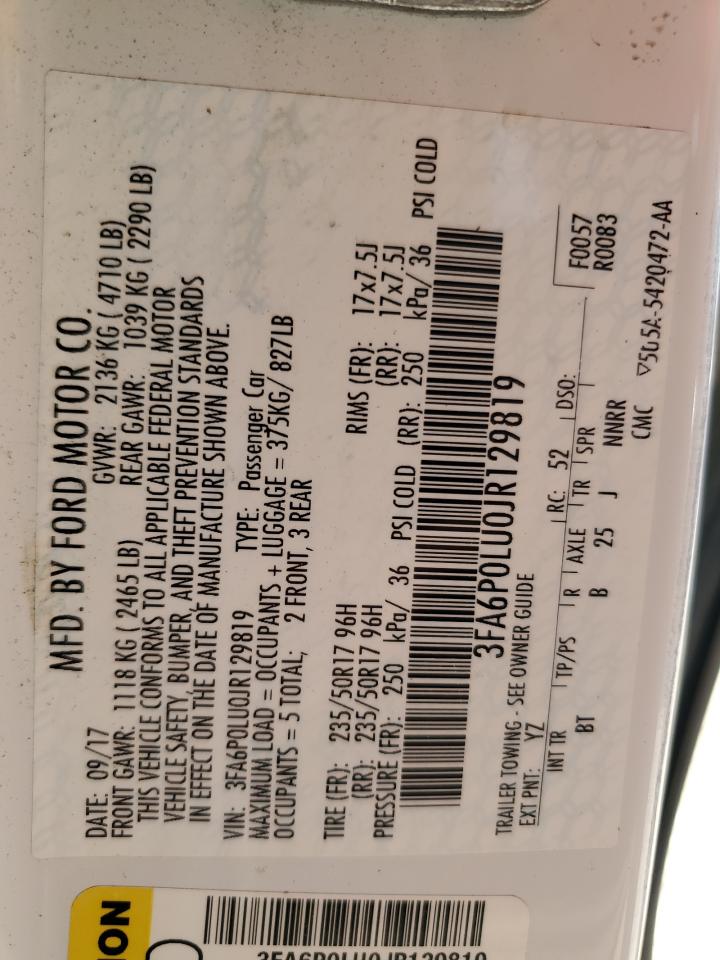 MFD. BY FORD MOTOR CO.
DATE: 09/17 GVWR: 2136 KG ( 4710 LB)
FRONT GAWR: 1118 KG ( 2465 LB) REAR GAWR: 1039 KG ( 2290 LB)
THIS VEHICLE CONFORMS TO ALL APPLICABLE FEDERAL MOTOR
VEHICLE SAFETY, BUMPER, AND THEFT PREVENTION STANDARDS
IN EFFECT ON THE DATE OF MANUFACTURE SHOWN ABOVE.
VIN: 3FA6P0LU0JR129819 TYPE: Passenger Car
MAXIMUM LOAD = OCCUPANTS + LUGGAGE = 375KG/ 827LB
OCCUPANTS = 5 TOTAL; 2 FRONT, 3 REAR
TIRE (FR): 235/50R17 96H RIMS (FR): 17x7.5J
(RR): 235/50R17 96H (RR): 17x7.5J
PRESSURE (FR): 250 kPa/ 36 PSI COLD (RR): 250 kPa/ 36 PSI COLD
3FA6P0LU0JR129819
TRAILER TOWING - SEE OWNER GUIDE
EXT PNT: YZ RC: 52 DSO: F0057
INT TR TP/PS R AXLE TR SPR R0083
BT B 25 J NNRR
CMC ▽5U5A-5420472-AA
3FA6P0LU0JR129819